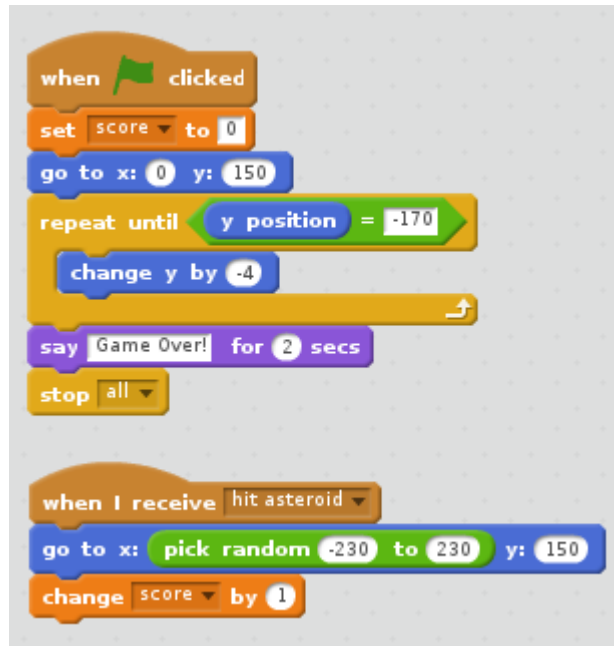 when clicked
set score to 0
go to x: 0 y: 150
repeat until y position = -170
change y by -4
say Game Over! for 2 secs
stop all
when I receive hit asteroid
go to x: pick random -230 to 230 y: 150
change score by 1